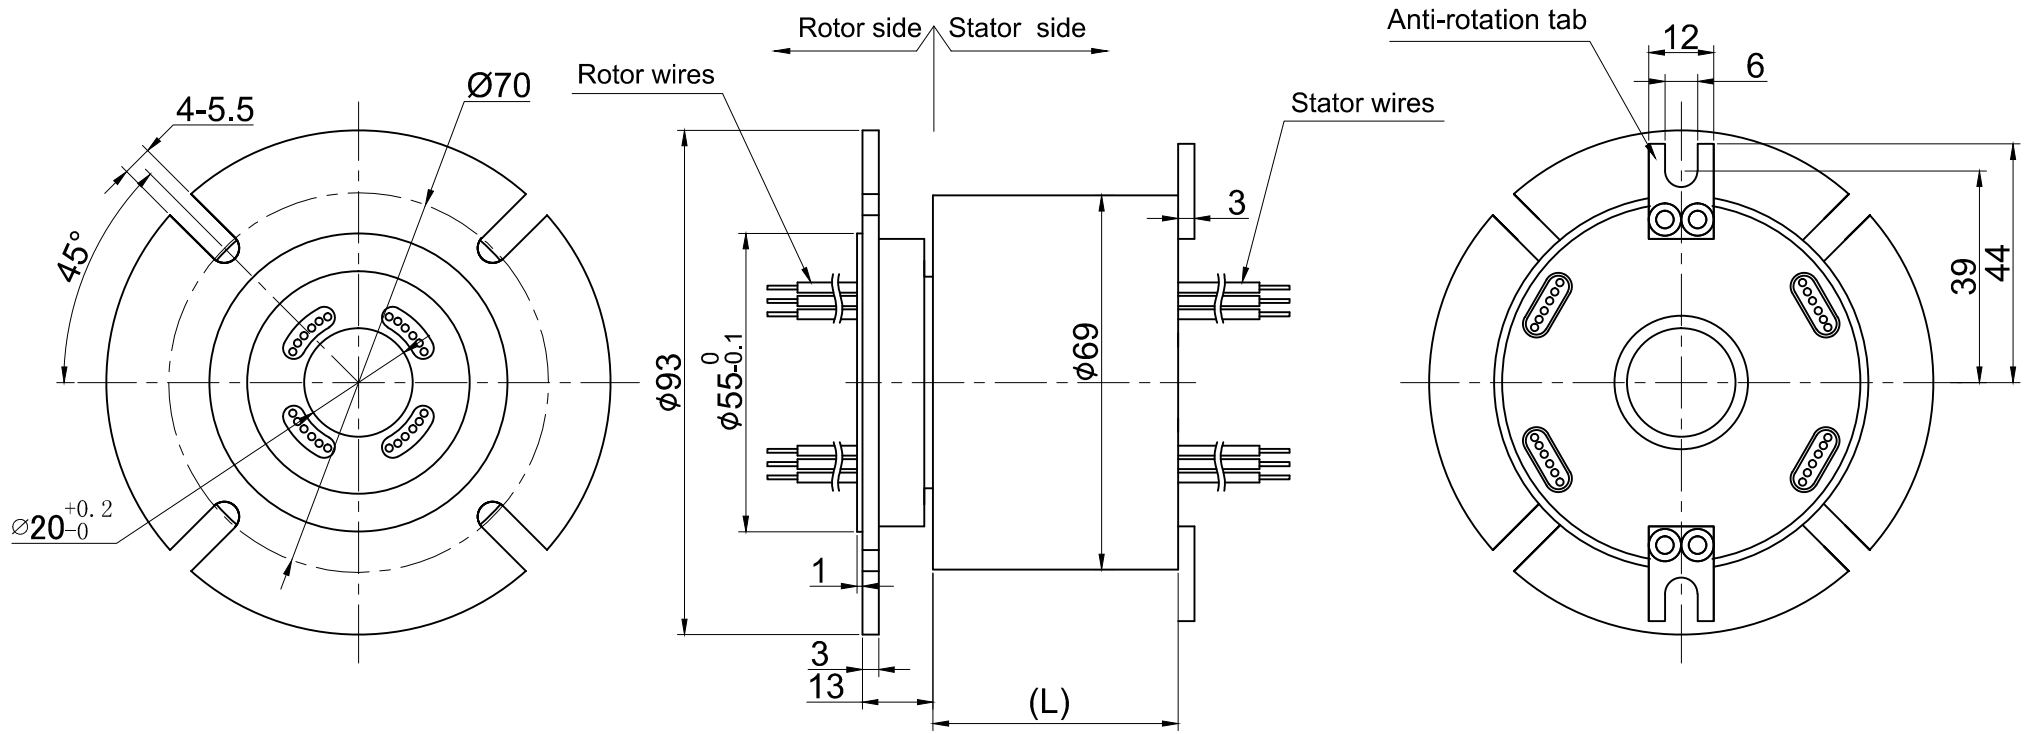 Rotor side
Stator side
Anti-rotation tab
Rotor wires
Stator wires
4-5.5
Ø70
45°
⌀20 +0.2 -0
ϕ93
ϕ55 0 -0.1
ϕ69
1
3
13
(L)
3
12
6
39
44